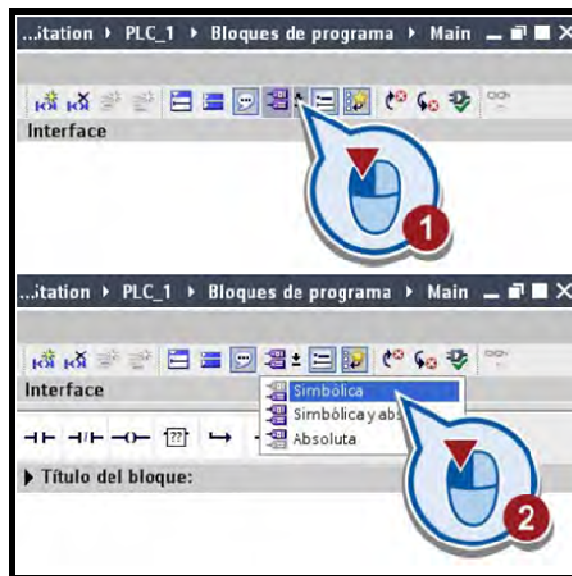 ...itation ▸ PLC_1 ▸ Bloques de programa ▸ Main
Interface
1
...itation ▸ PLC_1 ▸ Bloques de programa ▸ Main
Interface
Simbólica
Simbólica y abs
Absoluta
??
Título del bloque:
2